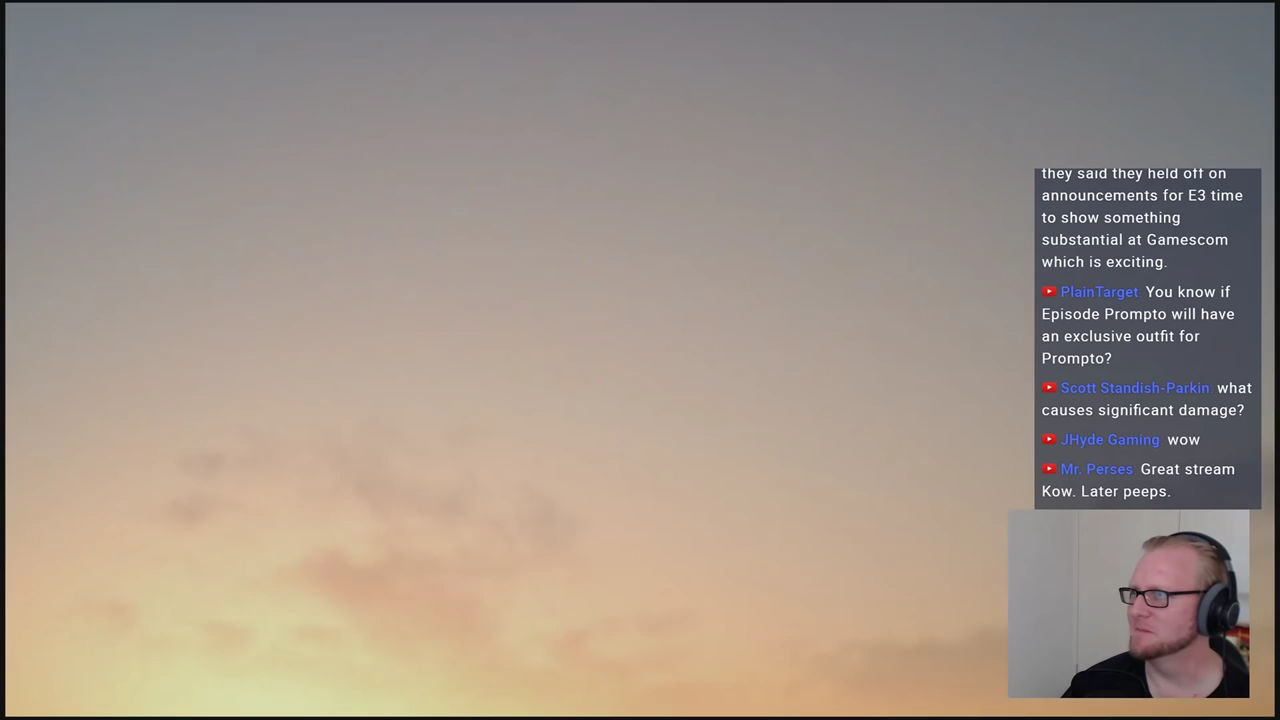 they said they held off on
announcements for E3 time
to show something
substantial at Gamescom
which is exciting.
PlainTarget You know if
Episode Prompto will have
an exclusive outfit for
Prompto?
Scott Standish-Parkin what
causes significant damage?
JHyde Gaming wow
Mr. Perses Great stream
Kow. Later peeps.